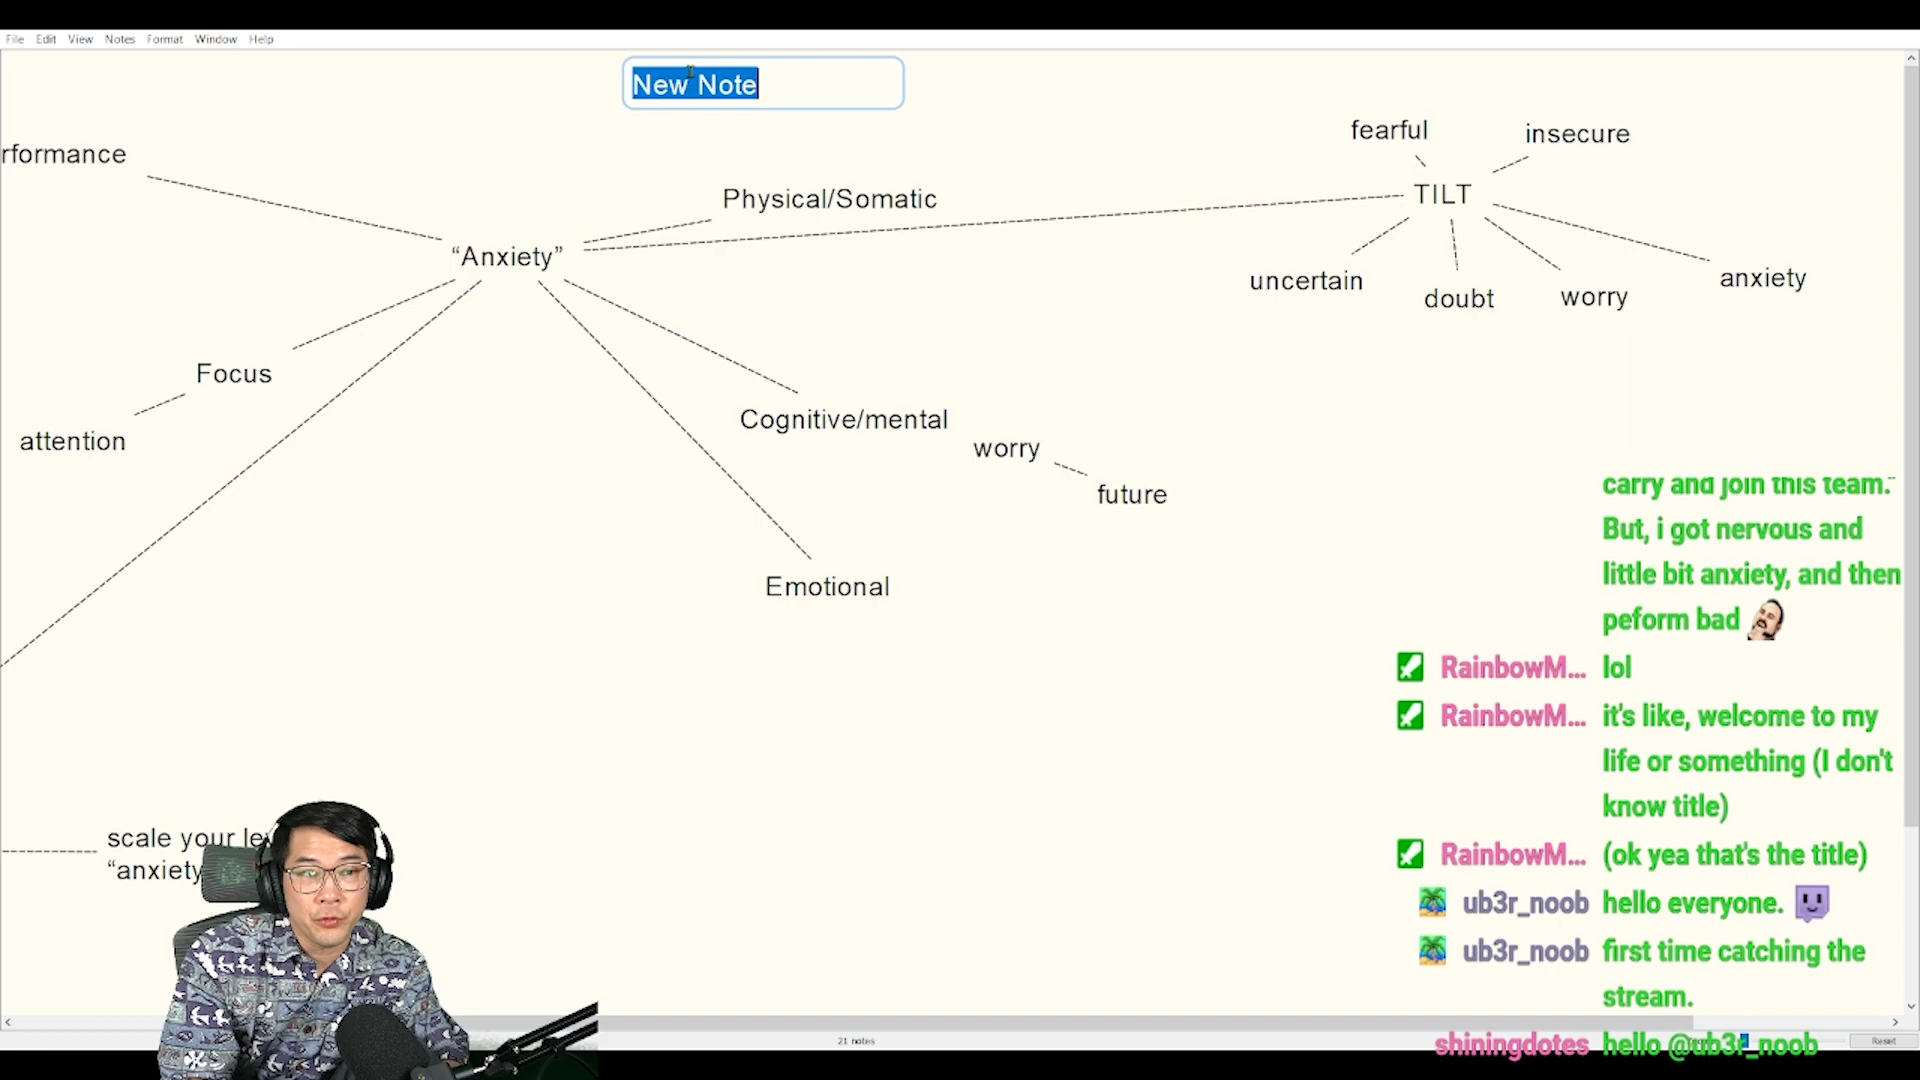 File Edit View Notes Format Window Help
New Note
rformance
"Anxiety"
Physical/Somatic
fearful
insecure
TILT
uncertain
doubt
worry
anxiety
Focus
attention
Cognitive/mental
worry
future
Emotional
scale your le
"anxiety
carry and join this team."
But, i got nervous and
little bit anxiety, and then
peform bad
RainbowM... lol
RainbowM... it's like, welcome to my
life or something (I don't
know title)
RainbowM... (ok yea that's the title)
ub3r_noob hello everyone.
ub3r_noob first time catching the
stream.
shiningdotes hello @ub3r_noob
21 notes
Reset